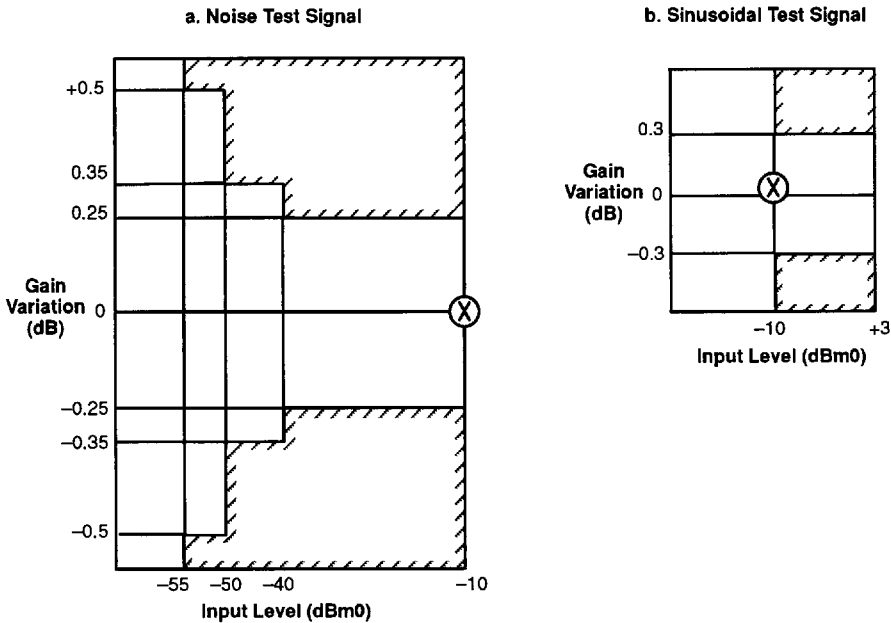 a. Noise Test Signal
+0.5
0.35
0.25
Gain
Variation
(dB)
0
−0.25
−0.35
−0.5
−55
−50
−40
−10
Input Level (dBm0)
X
b. Sinusoidal Test Signal
0.3
Gain
Variation
(dB)
0
−0.3
−10
+3
Input Level (dBm0)
X